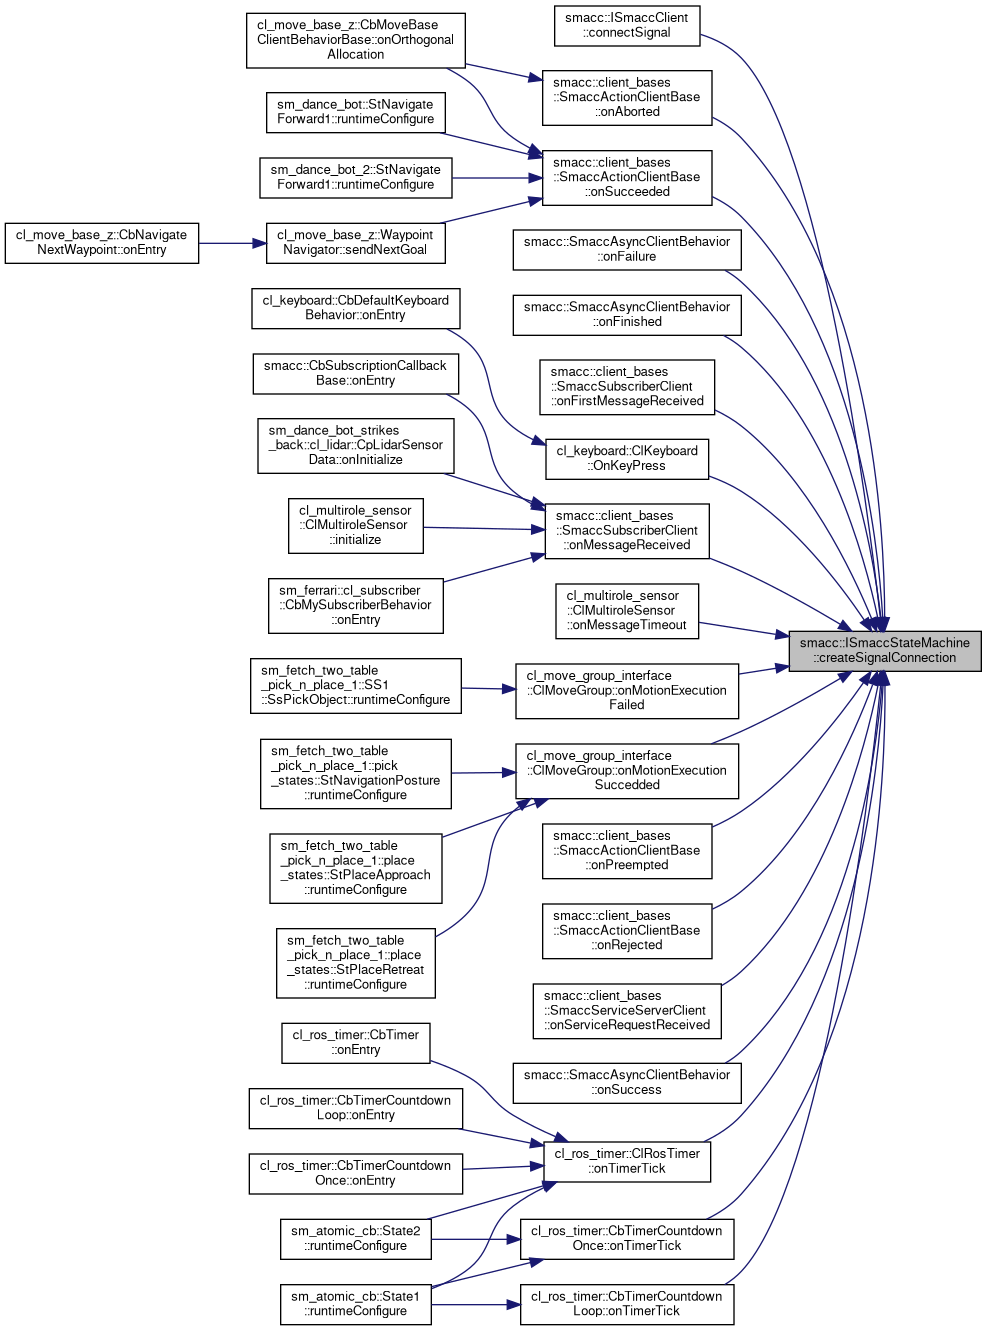 cl_move_base_z::CbMoveBase
ClientBehaviorBase::onOrthogonal
Allocation
sm_dance_bot::StNavigate
Forward1::runtimeConfigure
sm_dance_bot_2::StNavigate
Forward1::runtimeConfigure
cl_move_base_z::CbNavigate
NextWaypoint::onEntry
cl_move_base_z::Waypoint
Navigator::sendNextGoal
cl_keyboard::CbDefaultKeyboard
Behavior::onEntry
smacc::CbSubscriptionCallback
Base::onEntry
sm_dance_bot_strikes
_back::cl_lidar::CpLidarSensor
Data::onInitialize
cl_multirole_sensor
::ClMultiroleSensor
::initialize
sm_ferrari::cl_subscriber
::CbMySubscriberBehavior
::onEntry
sm_fetch_two_table
_pick_n_place_1::SS1
::SsPickObject::runtimeConfigure
sm_fetch_two_table
_pick_n_place_1::pick
_states::StNavigationPosture
::runtimeConfigure
sm_fetch_two_table
_pick_n_place_1::place
_states::StPlaceApproach
::runtimeConfigure
sm_fetch_two_table
_pick_n_place_1::place
_states::StPlaceRetreat
::runtimeConfigure
cl_ros_timer::CbTimer
::onEntry
cl_ros_timer::CbTimerCountdown
Loop::onEntry
cl_ros_timer::CbTimerCountdown
Once::onEntry
sm_atomic_cb::State2
::runtimeConfigure
sm_atomic_cb::State1
::runtimeConfigure
smacc::ISmaccClient
::connectSignal
smacc::client_bases
::SmaccActionClientBase
::onAborted
smacc::client_bases
::SmaccActionClientBase
::onSucceeded
smacc::SmaccAsyncClientBehavior
::onFailure
smacc::SmaccAsyncClientBehavior
::onFinished
smacc::client_bases
::SmaccSubscriberClient
::onFirstMessageReceived
cl_keyboard::ClKeyboard
::OnKeyPress
smacc::client_bases
::SmaccSubscriberClient
::onMessageReceived
cl_multirole_sensor
::ClMultiroleSensor
::onMessageTimeout
cl_move_group_interface
::ClMoveGroup::onMotionExecution
Failed
cl_move_group_interface
::ClMoveGroup::onMotionExecution
Succedded
smacc::client_bases
::SmaccActionClientBase
::onPreempted
smacc::client_bases
::SmaccActionClientBase
::onRejected
smacc::client_bases
::SmaccServiceServerClient
::onServiceRequestReceived
smacc::SmaccAsyncClientBehavior
::onSuccess
cl_ros_timer::ClRosTimer
::onTimerTick
cl_ros_timer::CbTimerCountdown
Once::onTimerTick
cl_ros_timer::CbTimerCountdown
Loop::onTimerTick
smacc::ISmaccStateMachine
::createSignalConnection